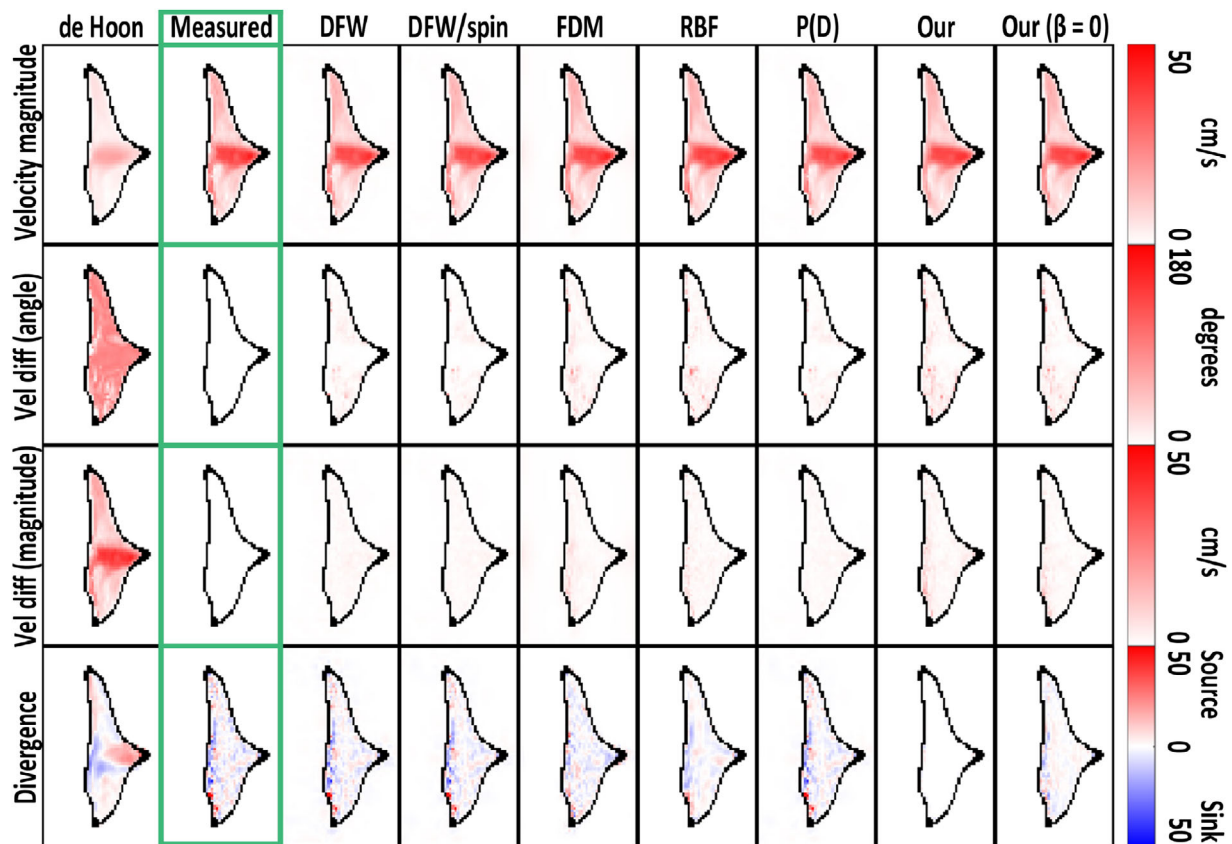 de Hoon Measured DFW DFW/spin FDM RBF P(D) Our Our (β = 0)
Velocity magnitude
Vel diff (angle)
Vel diff (magnitude)
Divergence
50
cm/s
0
180
degrees
0
50
cm/s
0
50 Source
0
50 Sink